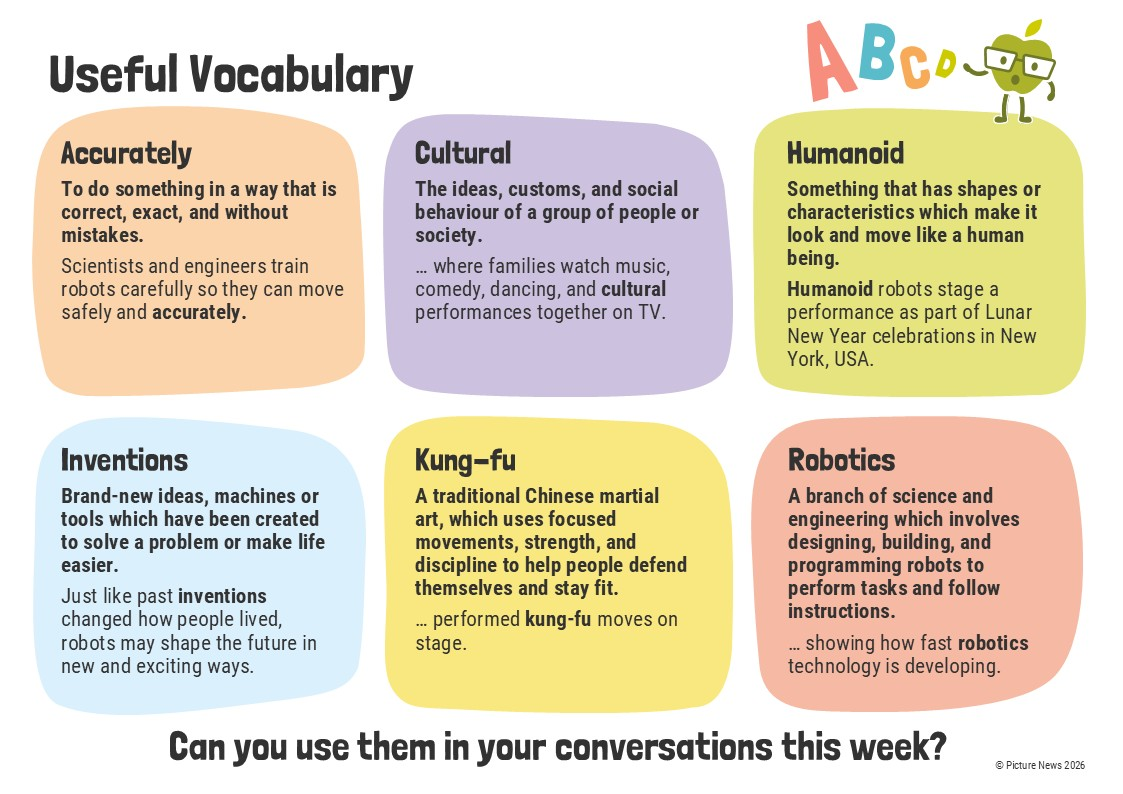 Useful Vocabulary
A B C D
Accurately
To do something in a way that is
correct, exact, and without
mistakes.
Scientists and engineers train
robots carefully so they can move
safely and accurately.
Cultural
The ideas, customs, and social
behaviour of a group of people or
society.
… where families watch music,
comedy, dancing, and cultural
performances together on TV.
Humanoid
Something that has shapes or
characteristics which make it
look and move like a human
being.
Humanoid robots stage a
performance as part of Lunar
New Year celebrations in New
York, USA.
Inventions
Brand-new ideas, machines or
tools which have been created
to solve a problem or make life
easier.
Just like past inventions
changed how people lived,
robots may shape the future in
new and exciting ways.
Kung-fu
A traditional Chinese martial
art, which uses focused
movements, strength, and
discipline to help people defend
themselves and stay fit.
… performed kung-fu moves on
stage.
Robotics
A branch of science and
engineering which involves
designing, building, and
programming robots to
perform tasks and follow
instructions.
… showing how fast robotics
technology is developing.
Can you use them in your conversations this week?
© Picture News 2026